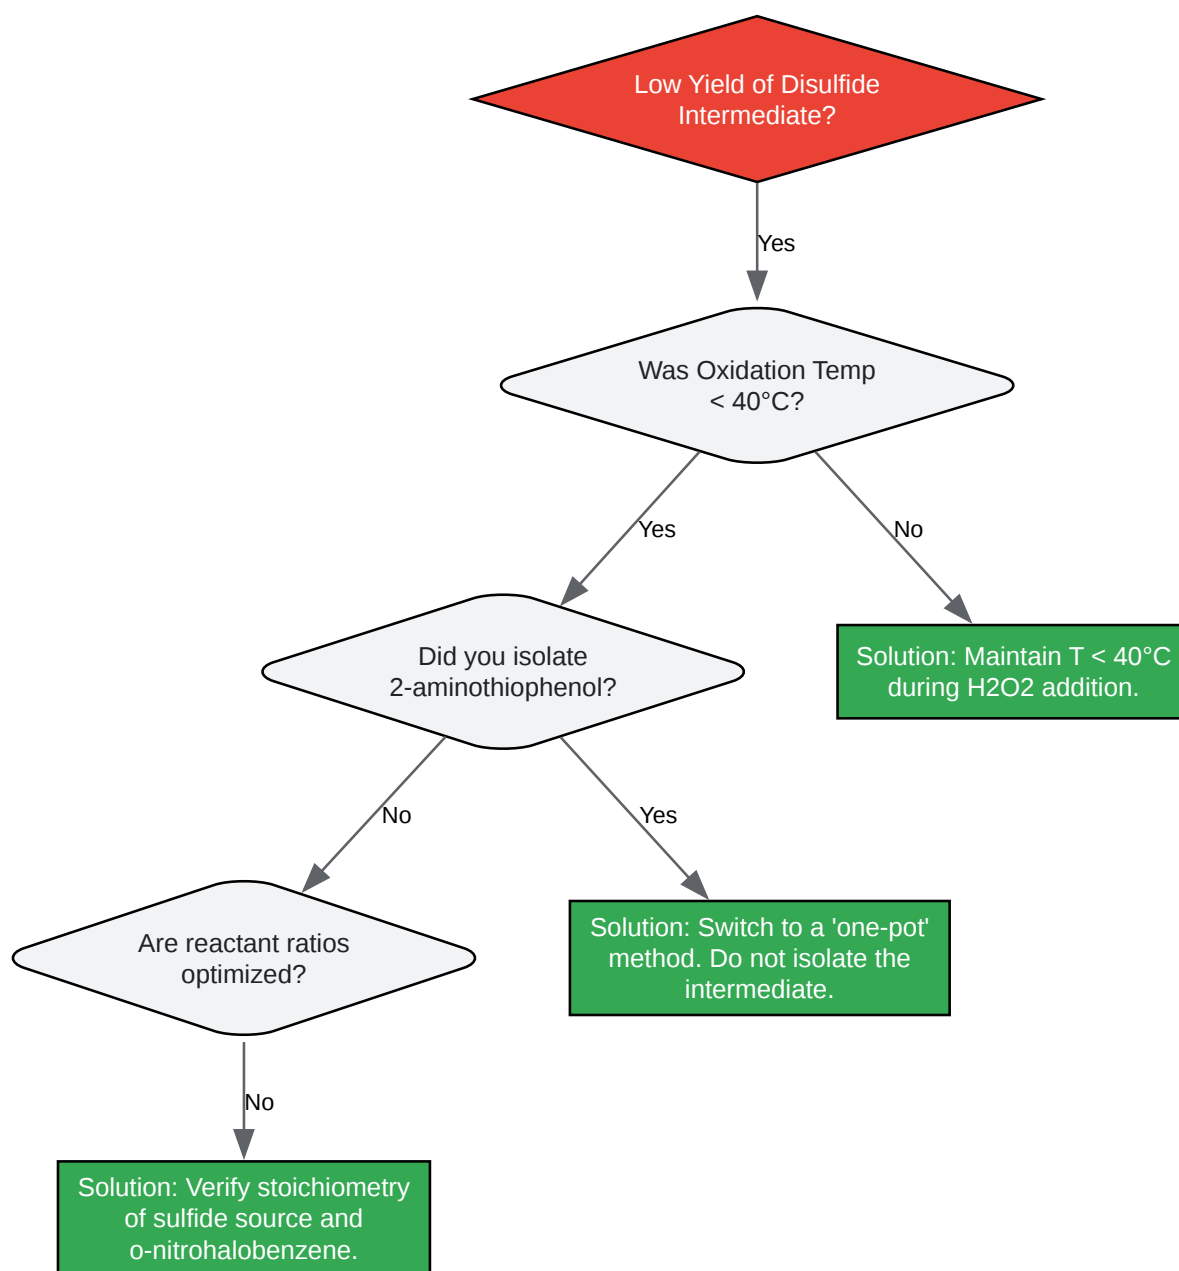 Low Yield of Disulfide
Intermediate?
Yes
Was Oxidation Temp
< 40°C?
Yes
No
Did you isolate
2-aminothiophenol?
Solution: Maintain T < 40°C
during H2O2 addition.
No
Yes
Are reactant ratios
optimized?
Solution: Switch to a 'one-pot'
method. Do not isolate the
intermediate.
No
Solution: Verify stoichiometry
of sulfide source and
o-nitrohalobenzene.